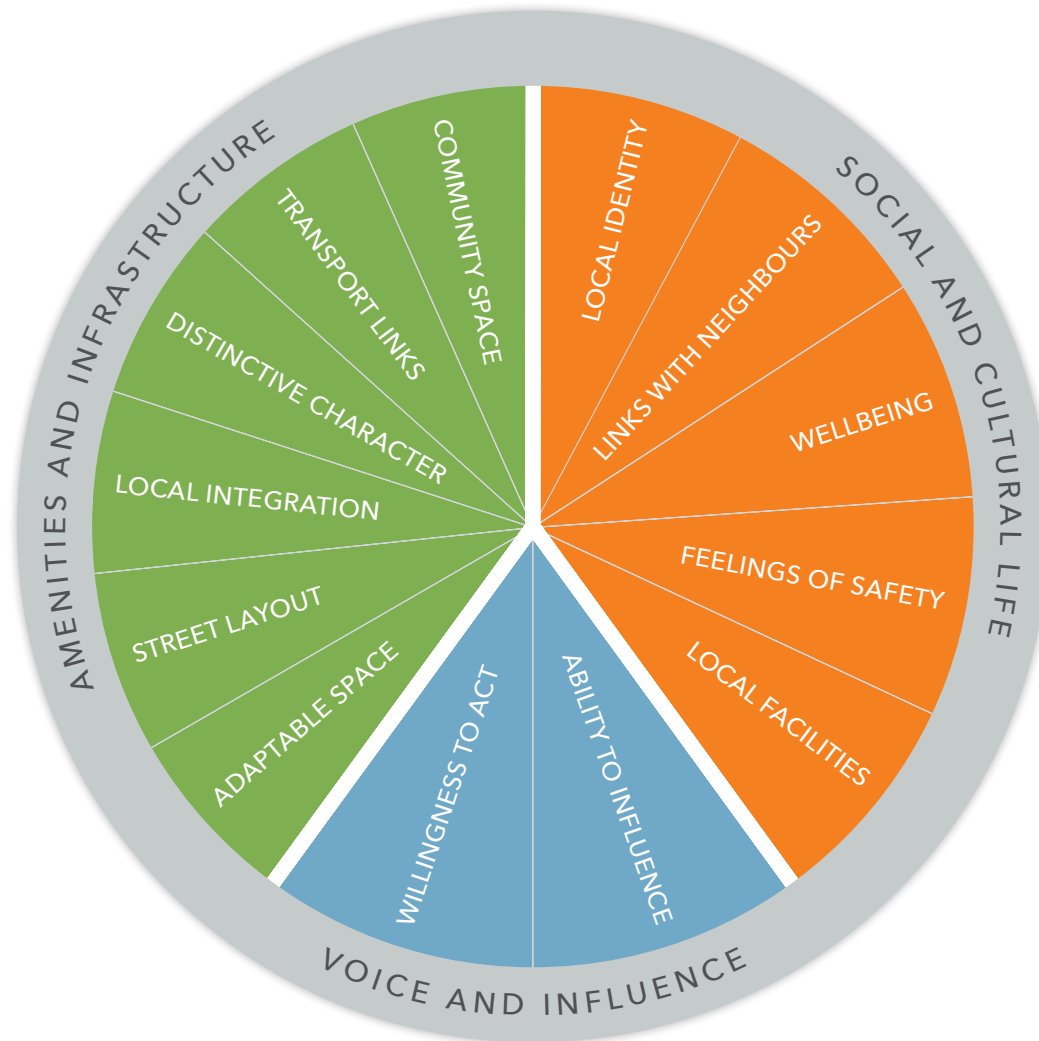 AMENITIES AND INFRASTRUCTURE
COMMUNITY SPACE
TRANSPORT LINKS
DISTINCTIVE CHARACTER
LOCAL INTEGRATION
STREET LAYOUT
ADAPTABLE SPACE
SOCIAL AND CULTURAL LIFE
LOCAL IDENTITY
LINKS WITH NEIGHBOURS
WELLBEING
FEELINGS OF SAFETY
LOCAL FACILITIES
VOICE AND INFLUENCE
WILLINGNESS TO ACT
ABILITY TO INFLUENCE